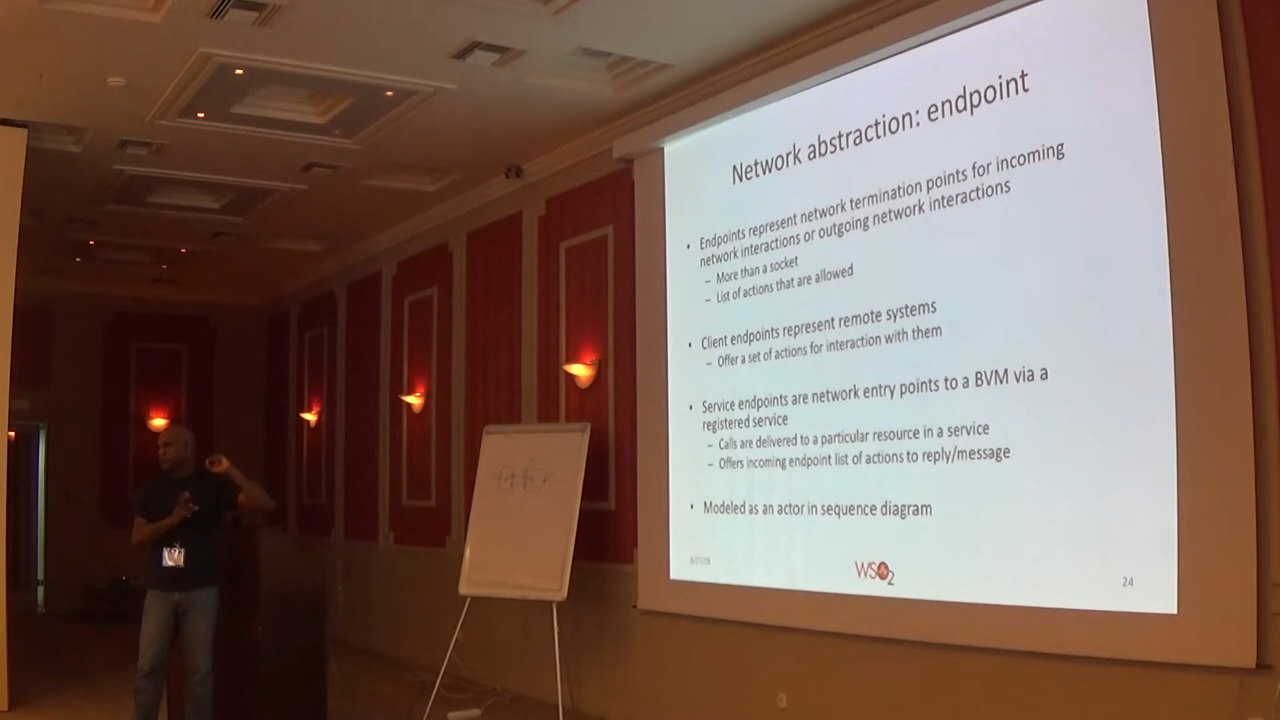 Network abstraction: endpoint
• Endpoints represent network termination points for incoming
network interactions or outgoing network interactions
– More than a socket
– List of actions that are allowed
• Client endpoints represent remote systems
– Offer a set of actions for interaction with them
• Service endpoints are network entry points to a BVM via a
registered service
– Calls are delivered to a particular resource in a service
– Offers incoming endpoint list of actions to reply/message
• Modeled as an actor in sequence diagram
WSO2
24